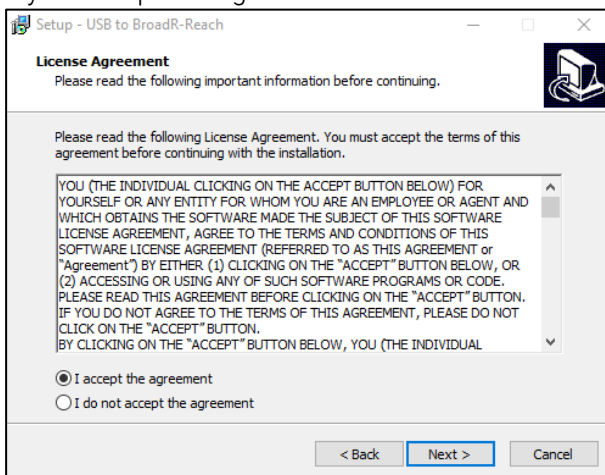 Setup - USB to BroadR-Reach
License Agreement
Please read the following important information before continuing.
Please read the following License Agreement. You must accept the terms of this
agreement before continuing with the installation.
YOU (THE INDIVIDUAL CLICKING ON THE ACCEPT BUTTON BELOW) FOR
YOURSELF OR ANY ENTITY FOR WHOM YOU ARE AN EMPLOYEE OR AGENT AND
WHICH OBTAINS THE SOFTWARE MADE THE SUBJECT OF THIS SOFTWARE
LICENSE AGREEMENT, AGREE TO THE TERMS AND CONDITIONS OF THIS
SOFTWARE LICENSE AGREEMENT (REFERRED TO AS THIS AGREEMENT or
"Agreement") BY EITHER (1) CLICKING ON THE "ACCEPT" BUTTON BELOW, OR
(2) ACCESSING OR USING ANY OF SUCH SOFTWARE PROGRAMS OR CODE.
PLEASE READ THIS AGREEMENT BEFORE CLICKING ON THE "ACCEPT" BUTTON.
IF YOU DO NOT AGREE TO THE TERMS OF THIS AGREEMENT, PLEASE DO NOT
CLICK ON THE "ACCEPT" BUTTON.
BY CLICKING ON THE "ACCEPT" BUTTON BELOW, YOU (THE INDIVIDUAL
I accept the agreement
I do not accept the agreement
< Back Next > Cancel